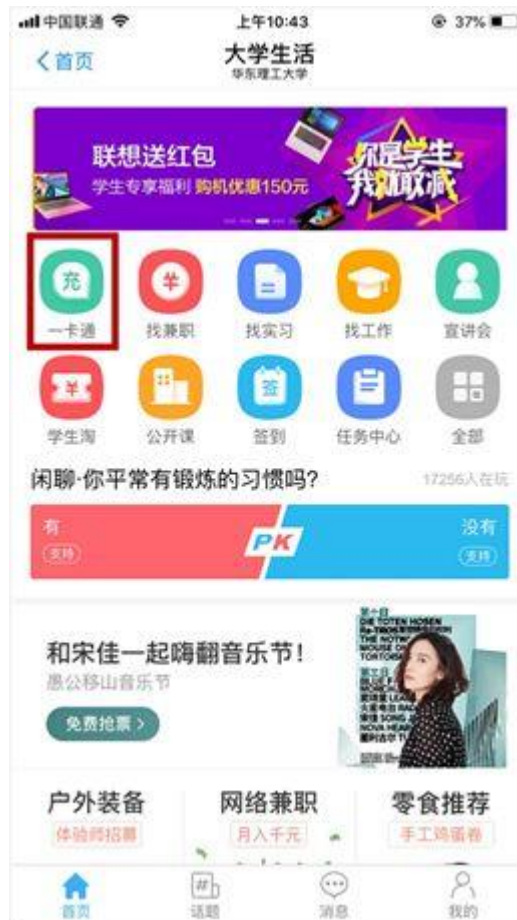 中国联通
上午10:43
37%
首页
大学生活
华东理工大学
联想送红包
学生专享福利 购机优惠150元
你是学生
我就敢减
充
一卡通
找兼职
找实习
找工作
宣讲会
学生淘
公开课
签
签到
任务中心
全部
闲聊·你平常有锻炼的习惯吗?
17256人在玩
有
(支持)
PK
没有
(支持)
和宋佳一起嗨翻音乐节!
愚公移山音乐节
免费抢票
DIE TOTEN HOSEN
户外装备
网络兼职
零食推荐
体验师招募
月入千元
手工鸡蛋卷
首页
话题
消息
我的